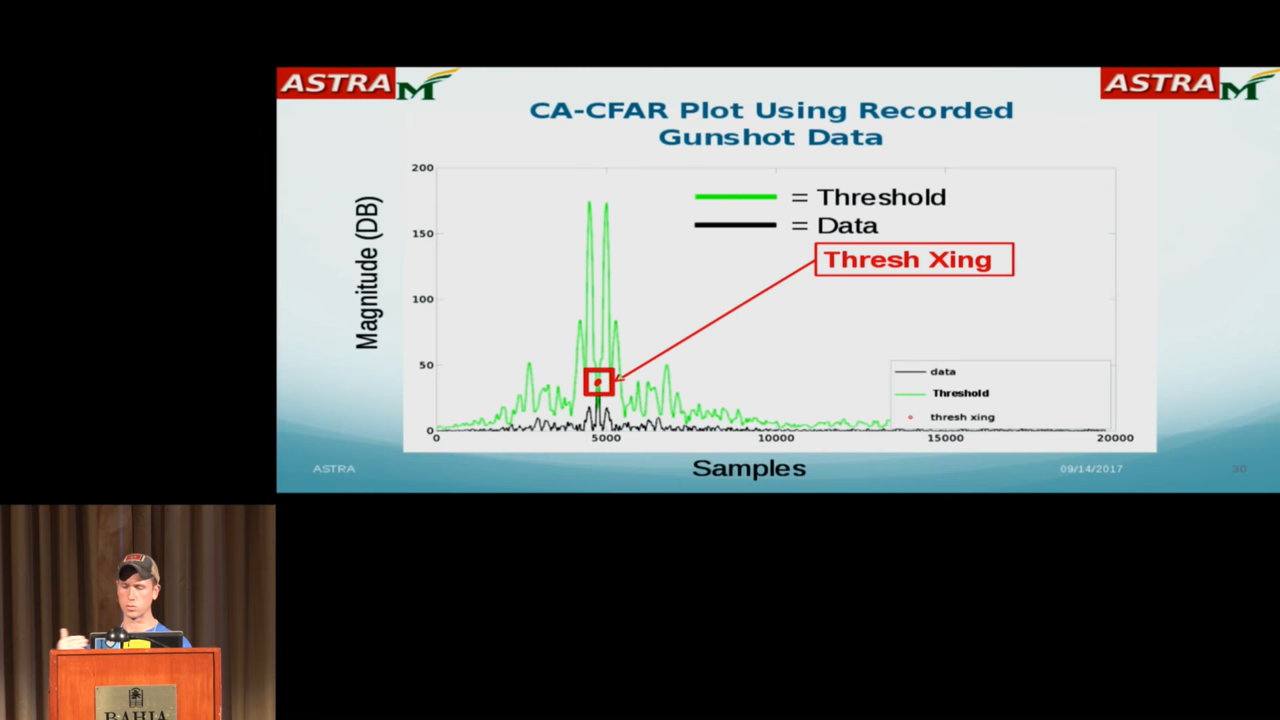 ASTRA M
ASTRA M
CA-CFAR Plot Using Recorded
Gunshot Data
Magnitude (DB)
200
150
100
50
0
= Threshold
= Data
Thresh Xing
data
Threshold
thresh xing
0
5000
10000
15000
20000
ASTRA
Samples
09/14/2017
30
BAHIA